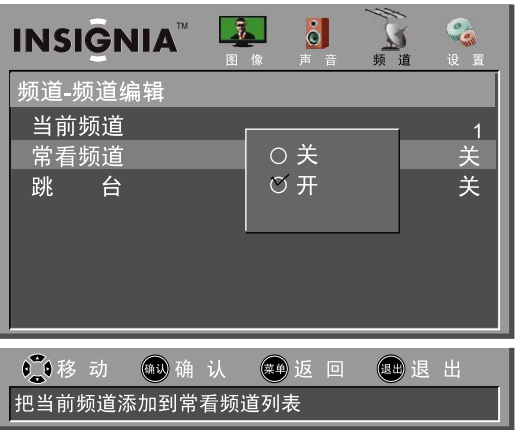 INSIGNIA™
图像 声音 频道 设置
频道-频道编辑
当前频道 1
常看频道 关
跳台 关
关
开
移动 确认 确认 菜单 返回 退出 退出
把当前频道添加到常看频道列表